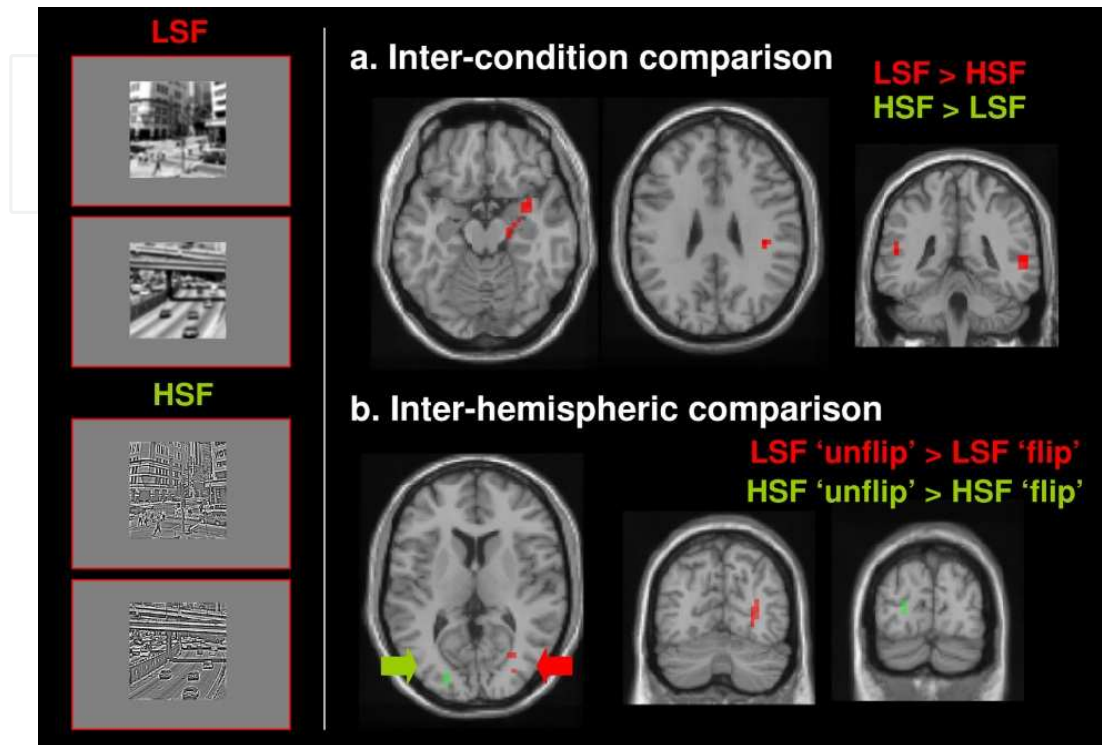 LSF
HSF
a. Inter-condition comparison
LSF > HSF
HSF > LSF
b. Inter-hemispheric comparison
LSF ‘unflip’ > LSF ‘flip’
HSF ‘unflip’ > HSF ‘flip’